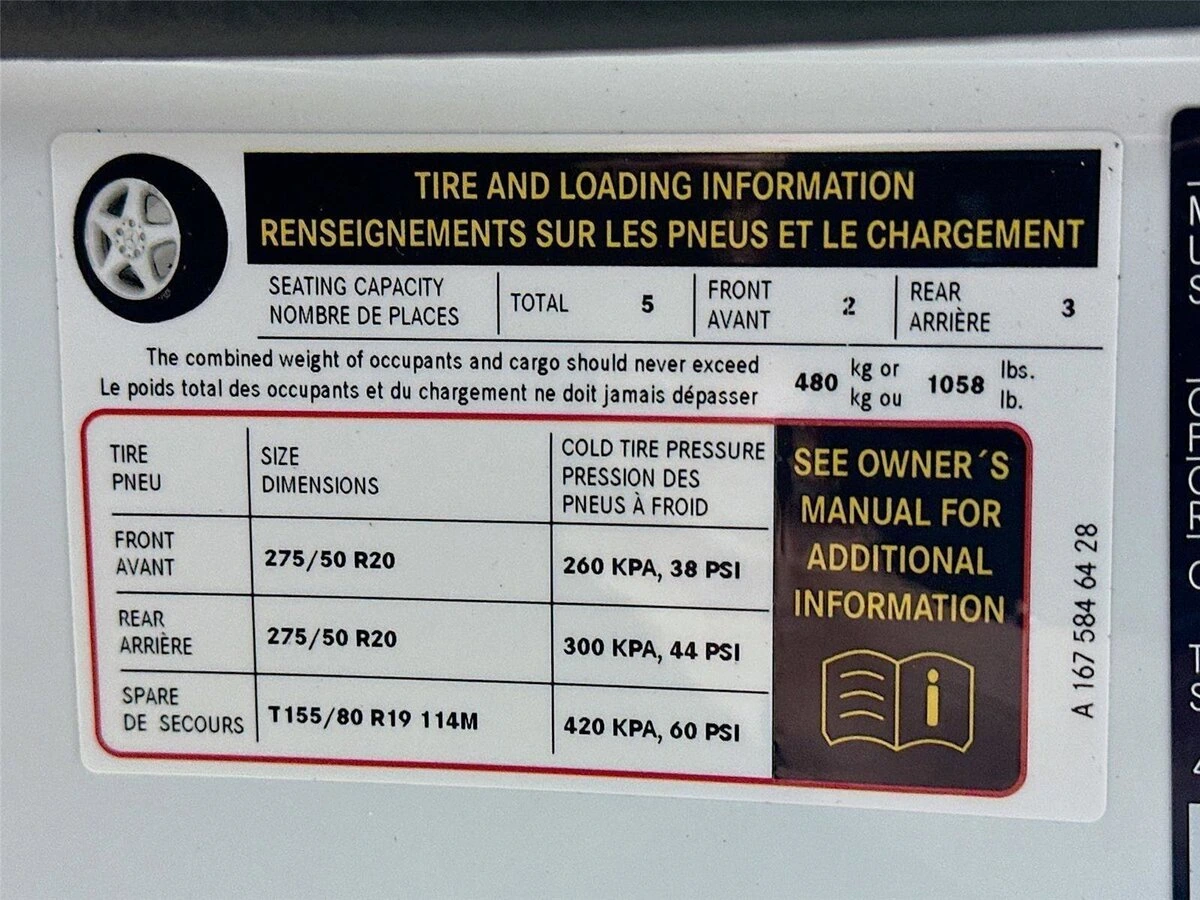 TIRE AND LOADING INFORMATION
RENSEIGNEMENTS SUR LES PNEUS ET LE CHARGEMENT
SEATING CAPACITY
NOMBRE DE PLACES
TOTAL 5
FRONT
AVANT
2
REAR
ARRIÈRE
3
The combined weight of occupants and cargo should never exceed
Le poids total des occupants et du chargement ne doit jamais dépasser
480
kg or
kg ou
1058
lbs.
lb.
TIRE
PNEU
SIZE
DIMENSIONS
COLD TIRE PRESSURE
PRESSION DES
PNEUS À FROID
FRONT
AVANT
275/50 R20
260 KPA, 38 PSI
REAR
ARRIÈRE
275/50 R20
300 KPA, 44 PSI
SPARE
DE SECOURS
T155/80 R19 114M
420 KPA, 60 PSI
SEE OWNER´S
MANUAL FOR
ADDITIONAL
INFORMATION
A 167 584 64 28